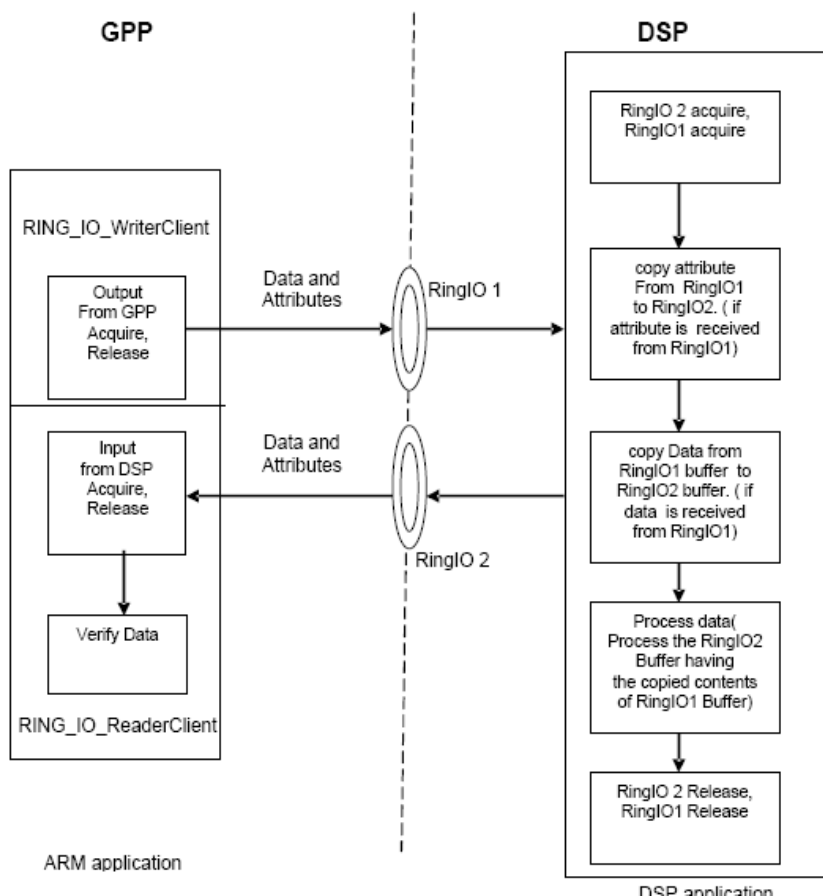 GPP
DSP
RING_IO_WriterClient
Output
From GPP
Acquire,
Release
Data and
Attributes
RingIO 1
Input
from DSP
Acquire,
Release
Data and
Attributes
RingIO 2
Verify Data
RING_IO_ReaderClient
ARM application
RingIO 2 acquire,
RingIO1 acquire
copy attribute
From RingIO1
to RingIO2. ( if
attribute is received
from RingIO1)
copy Data from
RingIO1 buffer to
RingIO2 buffer. ( if
data is received
from RingIO1)
Process data(
Process the RingIO2
Buffer having
the copied contents
of RingIO1 Buffer)
RingIO 2 Release,
RingIO1 Release
DSP application